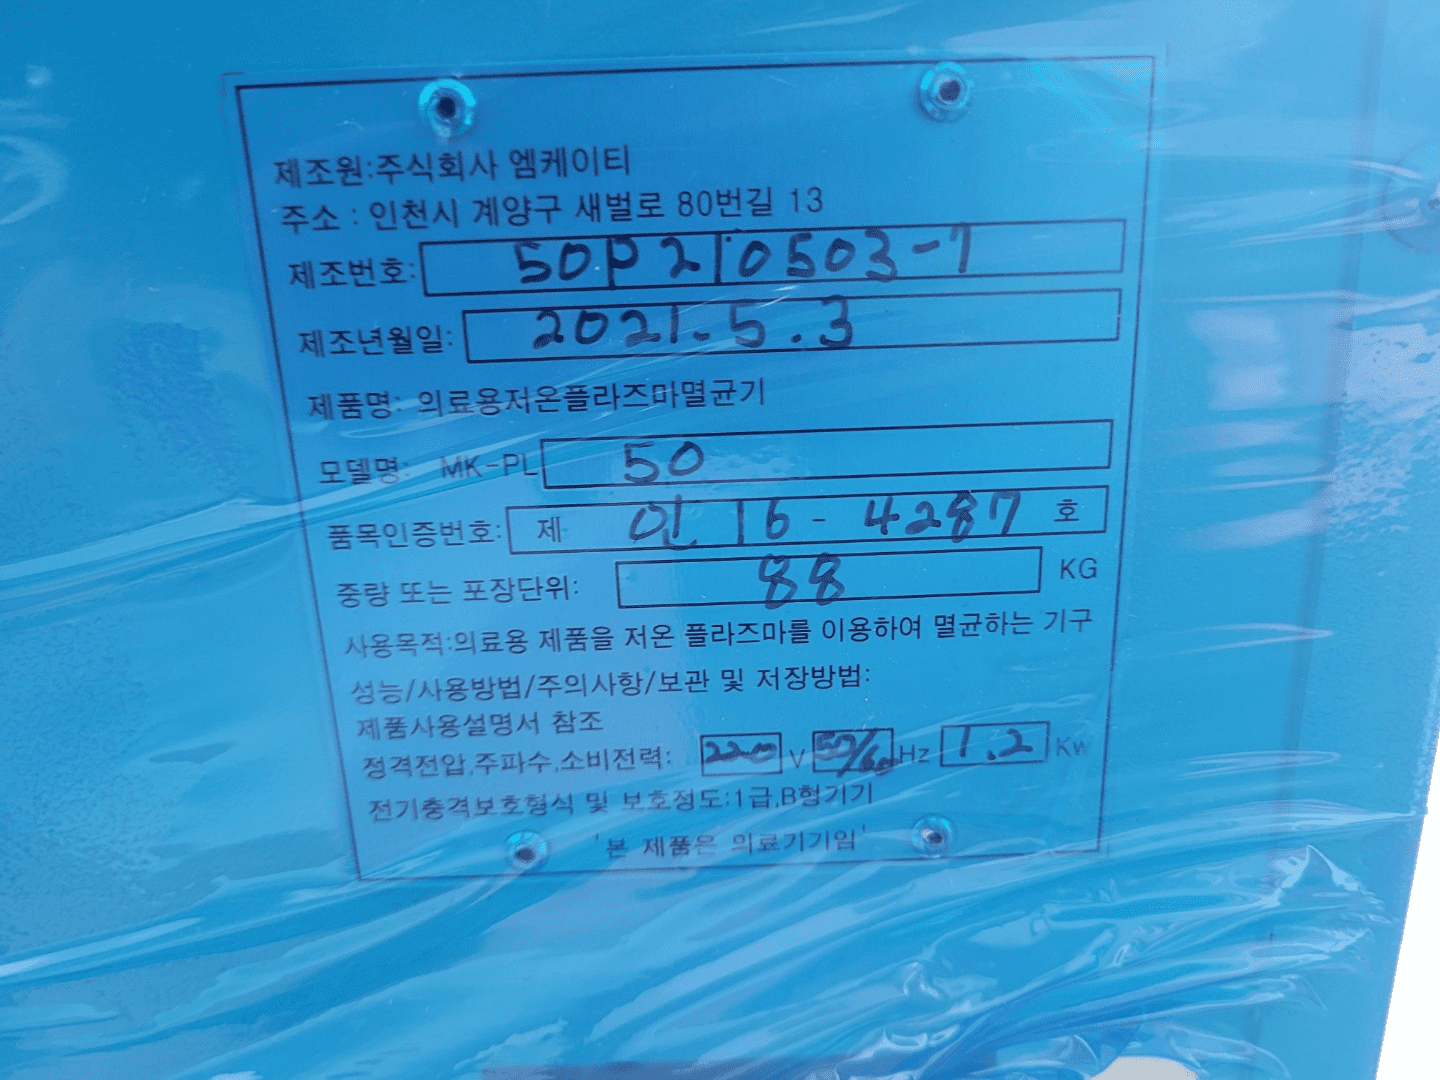 제조원:주식회사 엠케이티
주소 : 인천시 계양구 새벌로 80번길 13
제조번호: 50P210503-1
제조년월일: 2021.5.3
제품명: 의료용저온플라즈마멸균기
모델명: MK-PL 50
품목인증번호: 제 인 16-4287 호
중량 또는 포장단위: 88 KG
사용목적:의료용 제품을 저온 플라즈마를 이용하여 멸균하는 기구
성능/사용방법/주의사항/보관 및 저장방법:
제품사용설명서 참조
정격전압,주파수,소비전력: 220 V 50/60 Hz 1.2 Kw
전기충격보호형식 및 보호정도:1급,B형기기
'본 제품은 의료기기임'